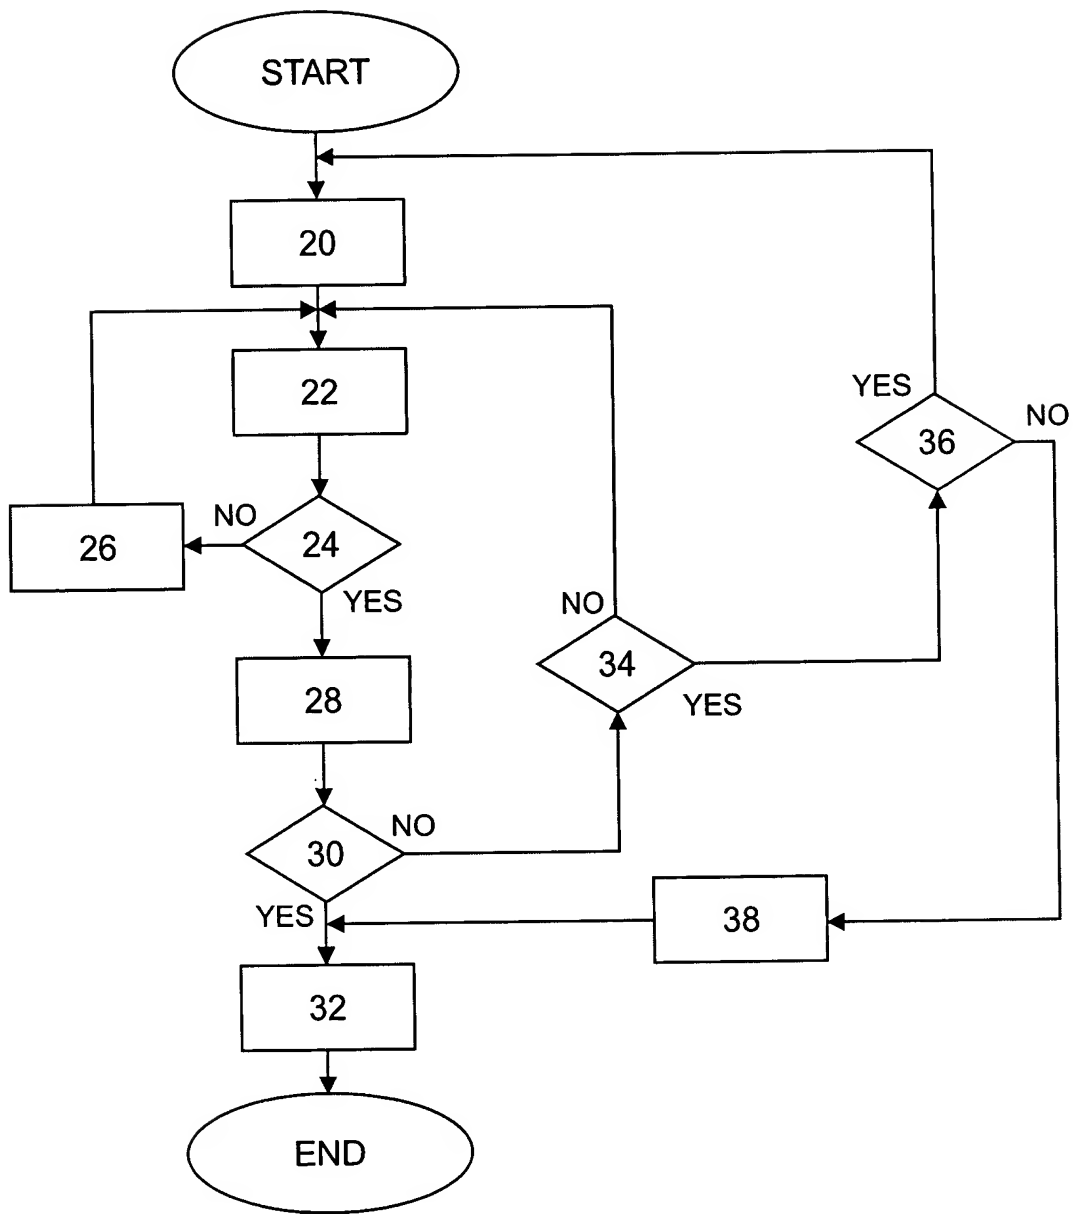 START
20
22
YES
NO
36
NO
24
26
YES
NO
34
YES
28
NO
30
YES
38
32
END